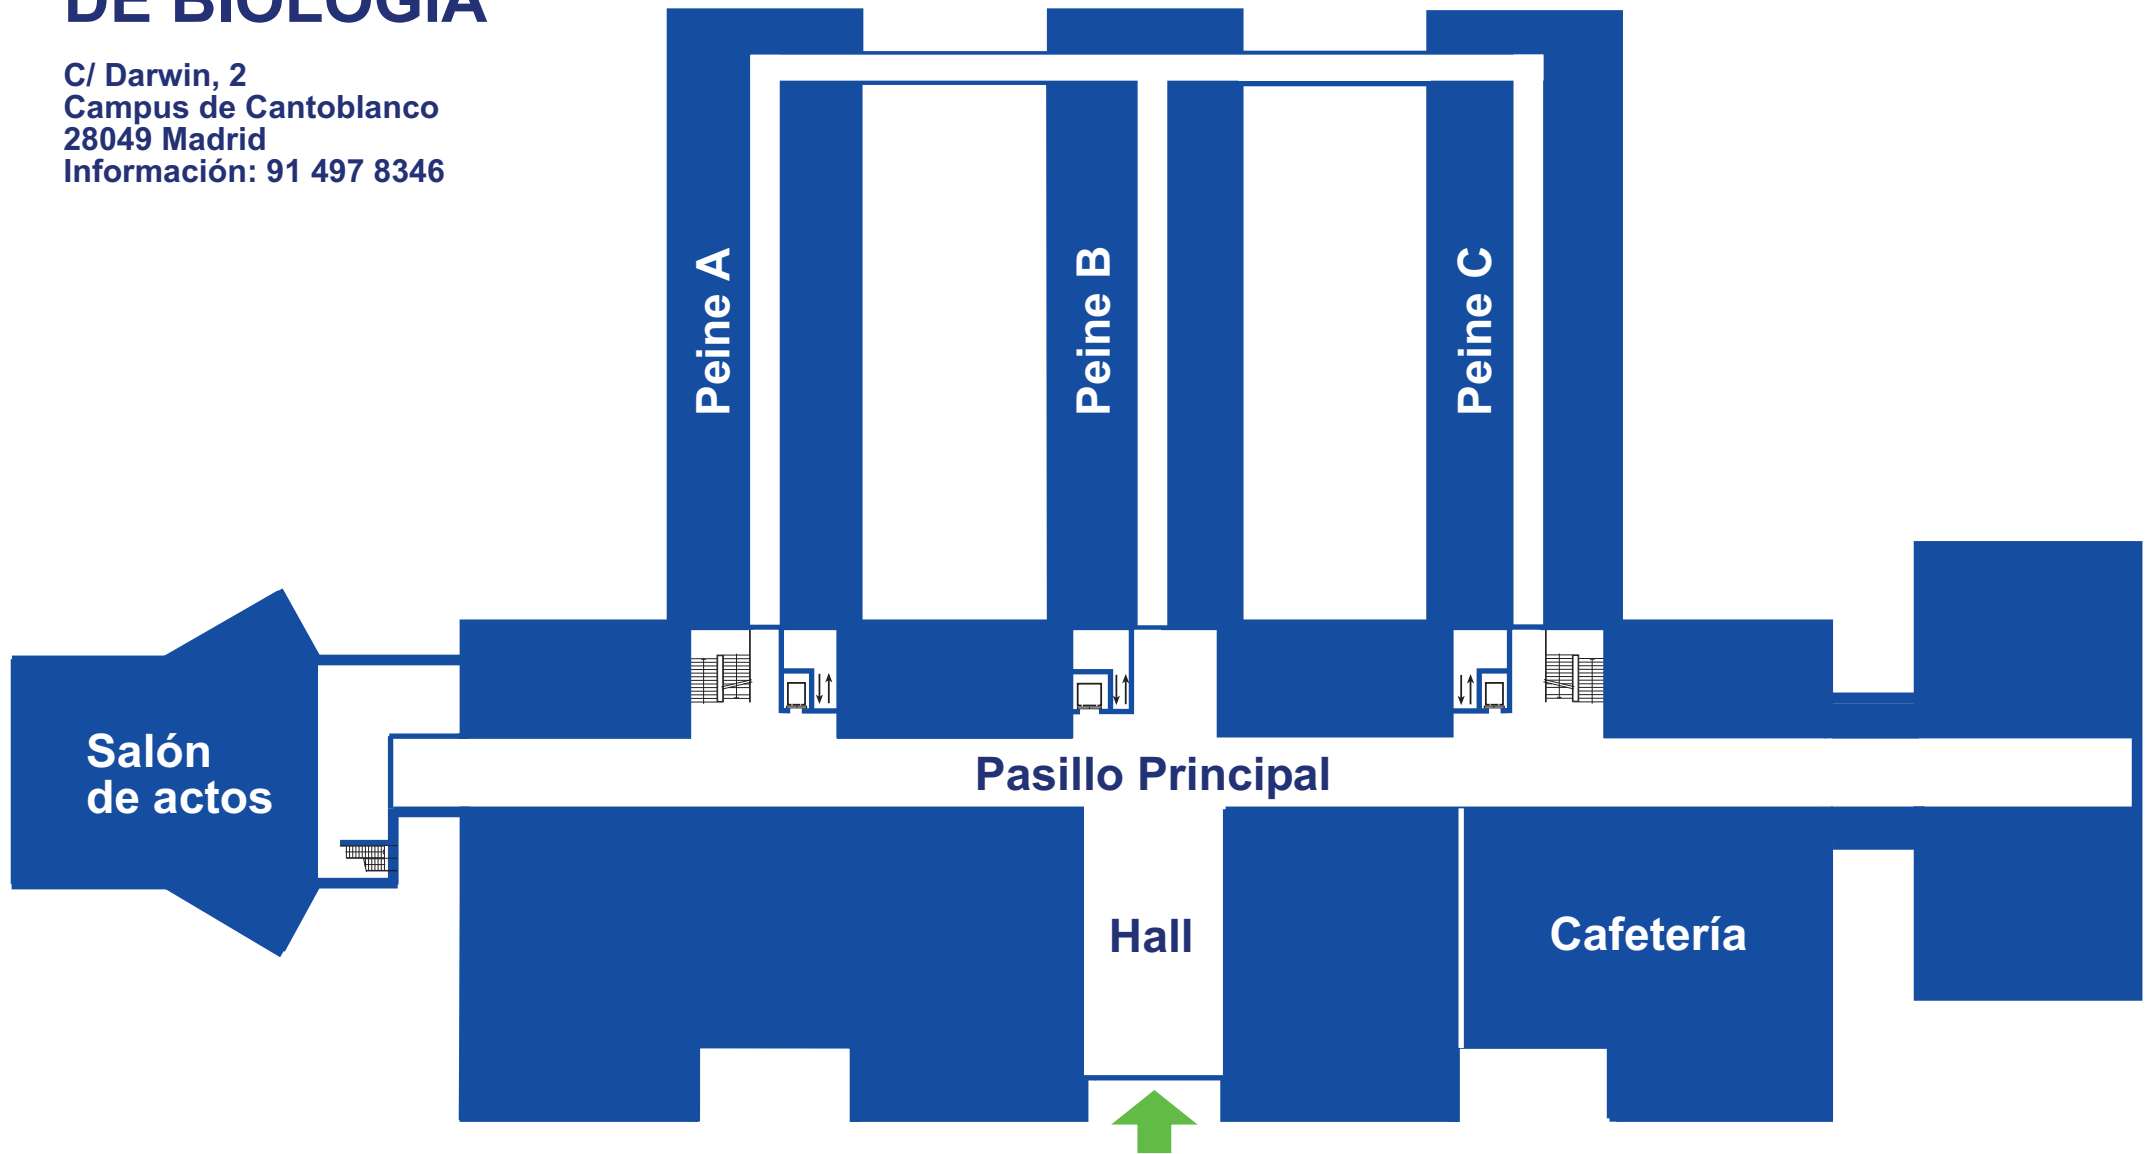 DE BIOLOGÍA
C/ Darwin, 2
Campus de Cantoblanco
28049 Madrid
Información: 91 497 8346
Peine A
Peine B
Peine C
Salón
de actos
Pasillo Principal
Hall
Cafetería